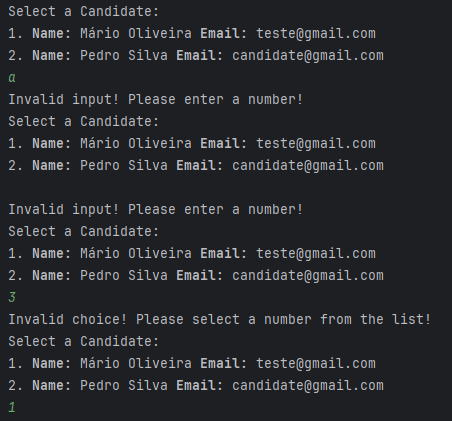 Select a Candidate:
1. Name: Mário Oliveira Email: teste@gmail.com
2. Name: Pedro Silva Email: candidate@gmail.com
a
Invalid input! Please enter a number!
Select a Candidate:
1. Name: Mário Oliveira Email: teste@gmail.com
2. Name: Pedro Silva Email: candidate@gmail.com
Invalid input! Please enter a number!
Select a Candidate:
1. Name: Mário Oliveira Email: teste@gmail.com
2. Name: Pedro Silva Email: candidate@gmail.com
3
Invalid choice! Please select a number from the list!
Select a Candidate:
1. Name: Mário Oliveira Email: teste@gmail.com
2. Name: Pedro Silva Email: candidate@gmail.com
1